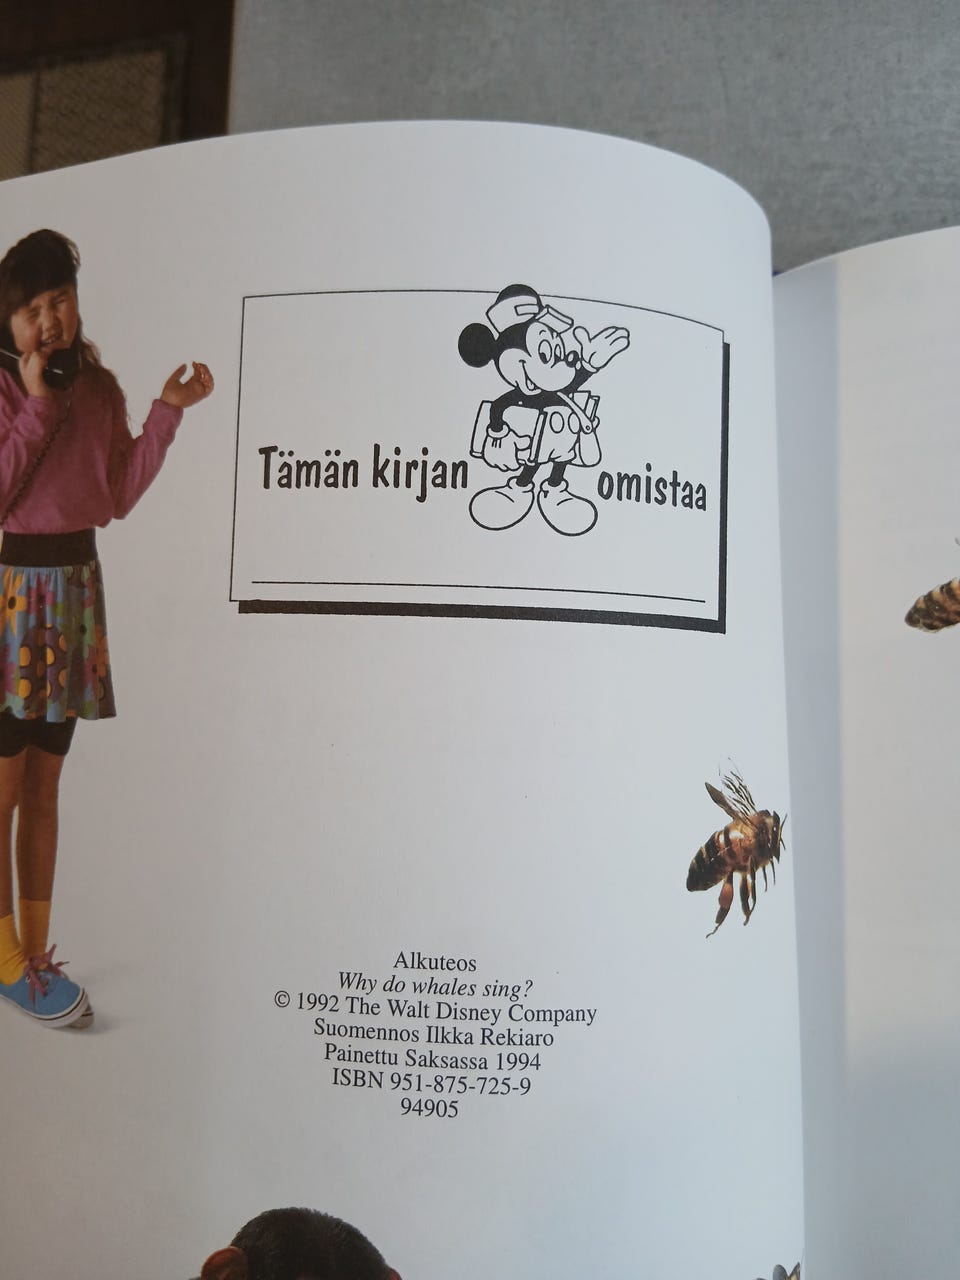 Tämän kirjan omistaa
Alkuteos
Why do whales sing?
© 1992 The Walt Disney Company
Suomennos Ilkka Rekiaro
Painettu Saksassa 1994
ISBN 951-875-725-9
94905